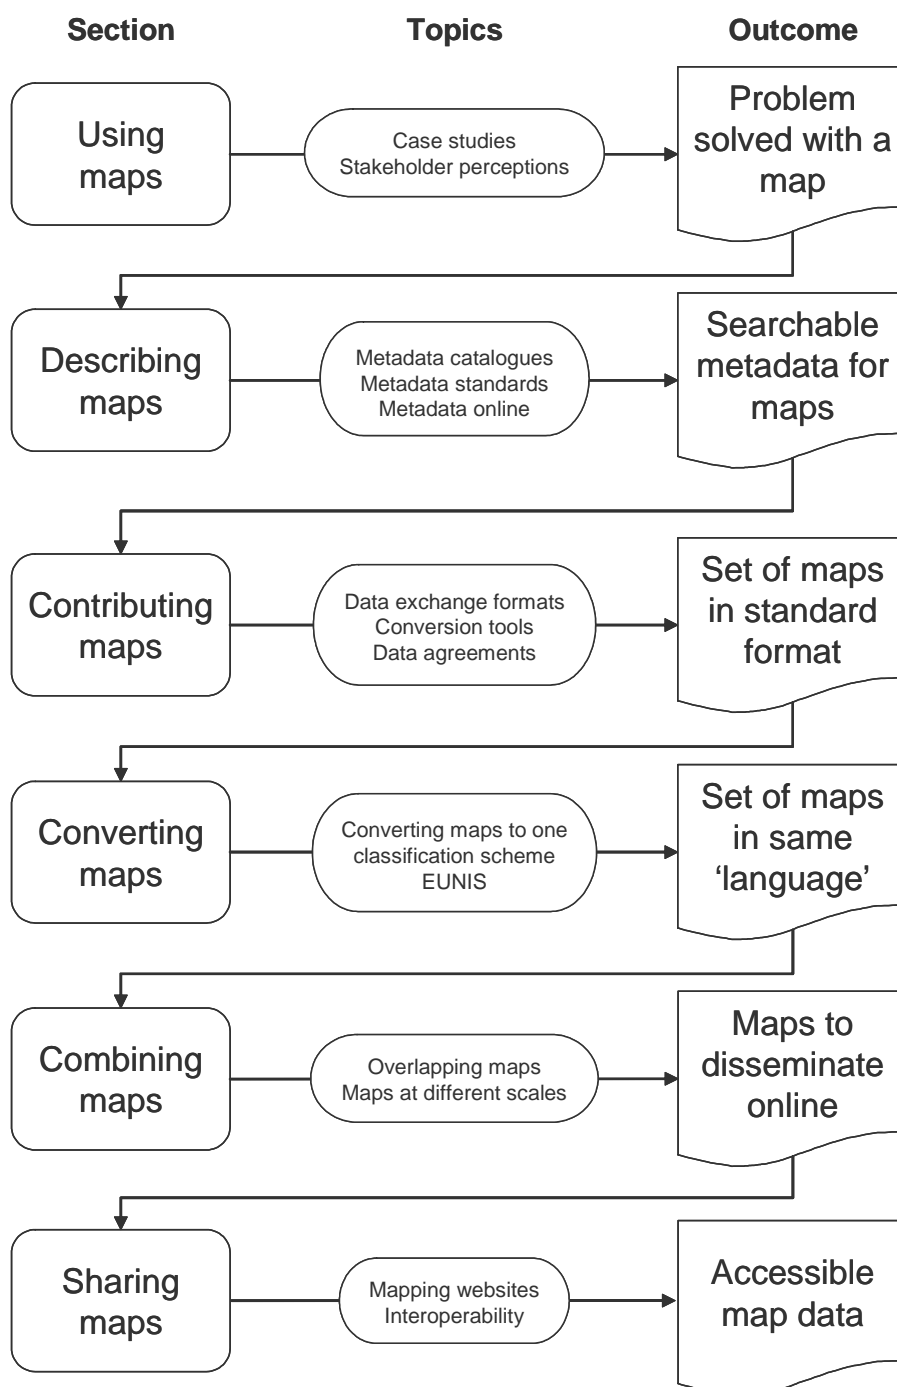 Section
Topics
Outcome
Using
maps
Case studies
Stakeholder perceptions
Problem
solved with a
map
Describing
maps
Metadata catalogues
Metadata standards
Metadata online
Searchable
metadata for
maps
Contributing
maps
Data exchange formats
Conversion tools
Data agreements
Set of maps
in standard
format
Converting
maps
Converting maps to one
classification scheme
EUNIS
Set of maps
in same
‘language’
Combining
maps
Overlapping maps
Maps at different scales
Maps to
disseminate
online
Sharing
maps
Mapping websites
Interoperability
Accessible
map data